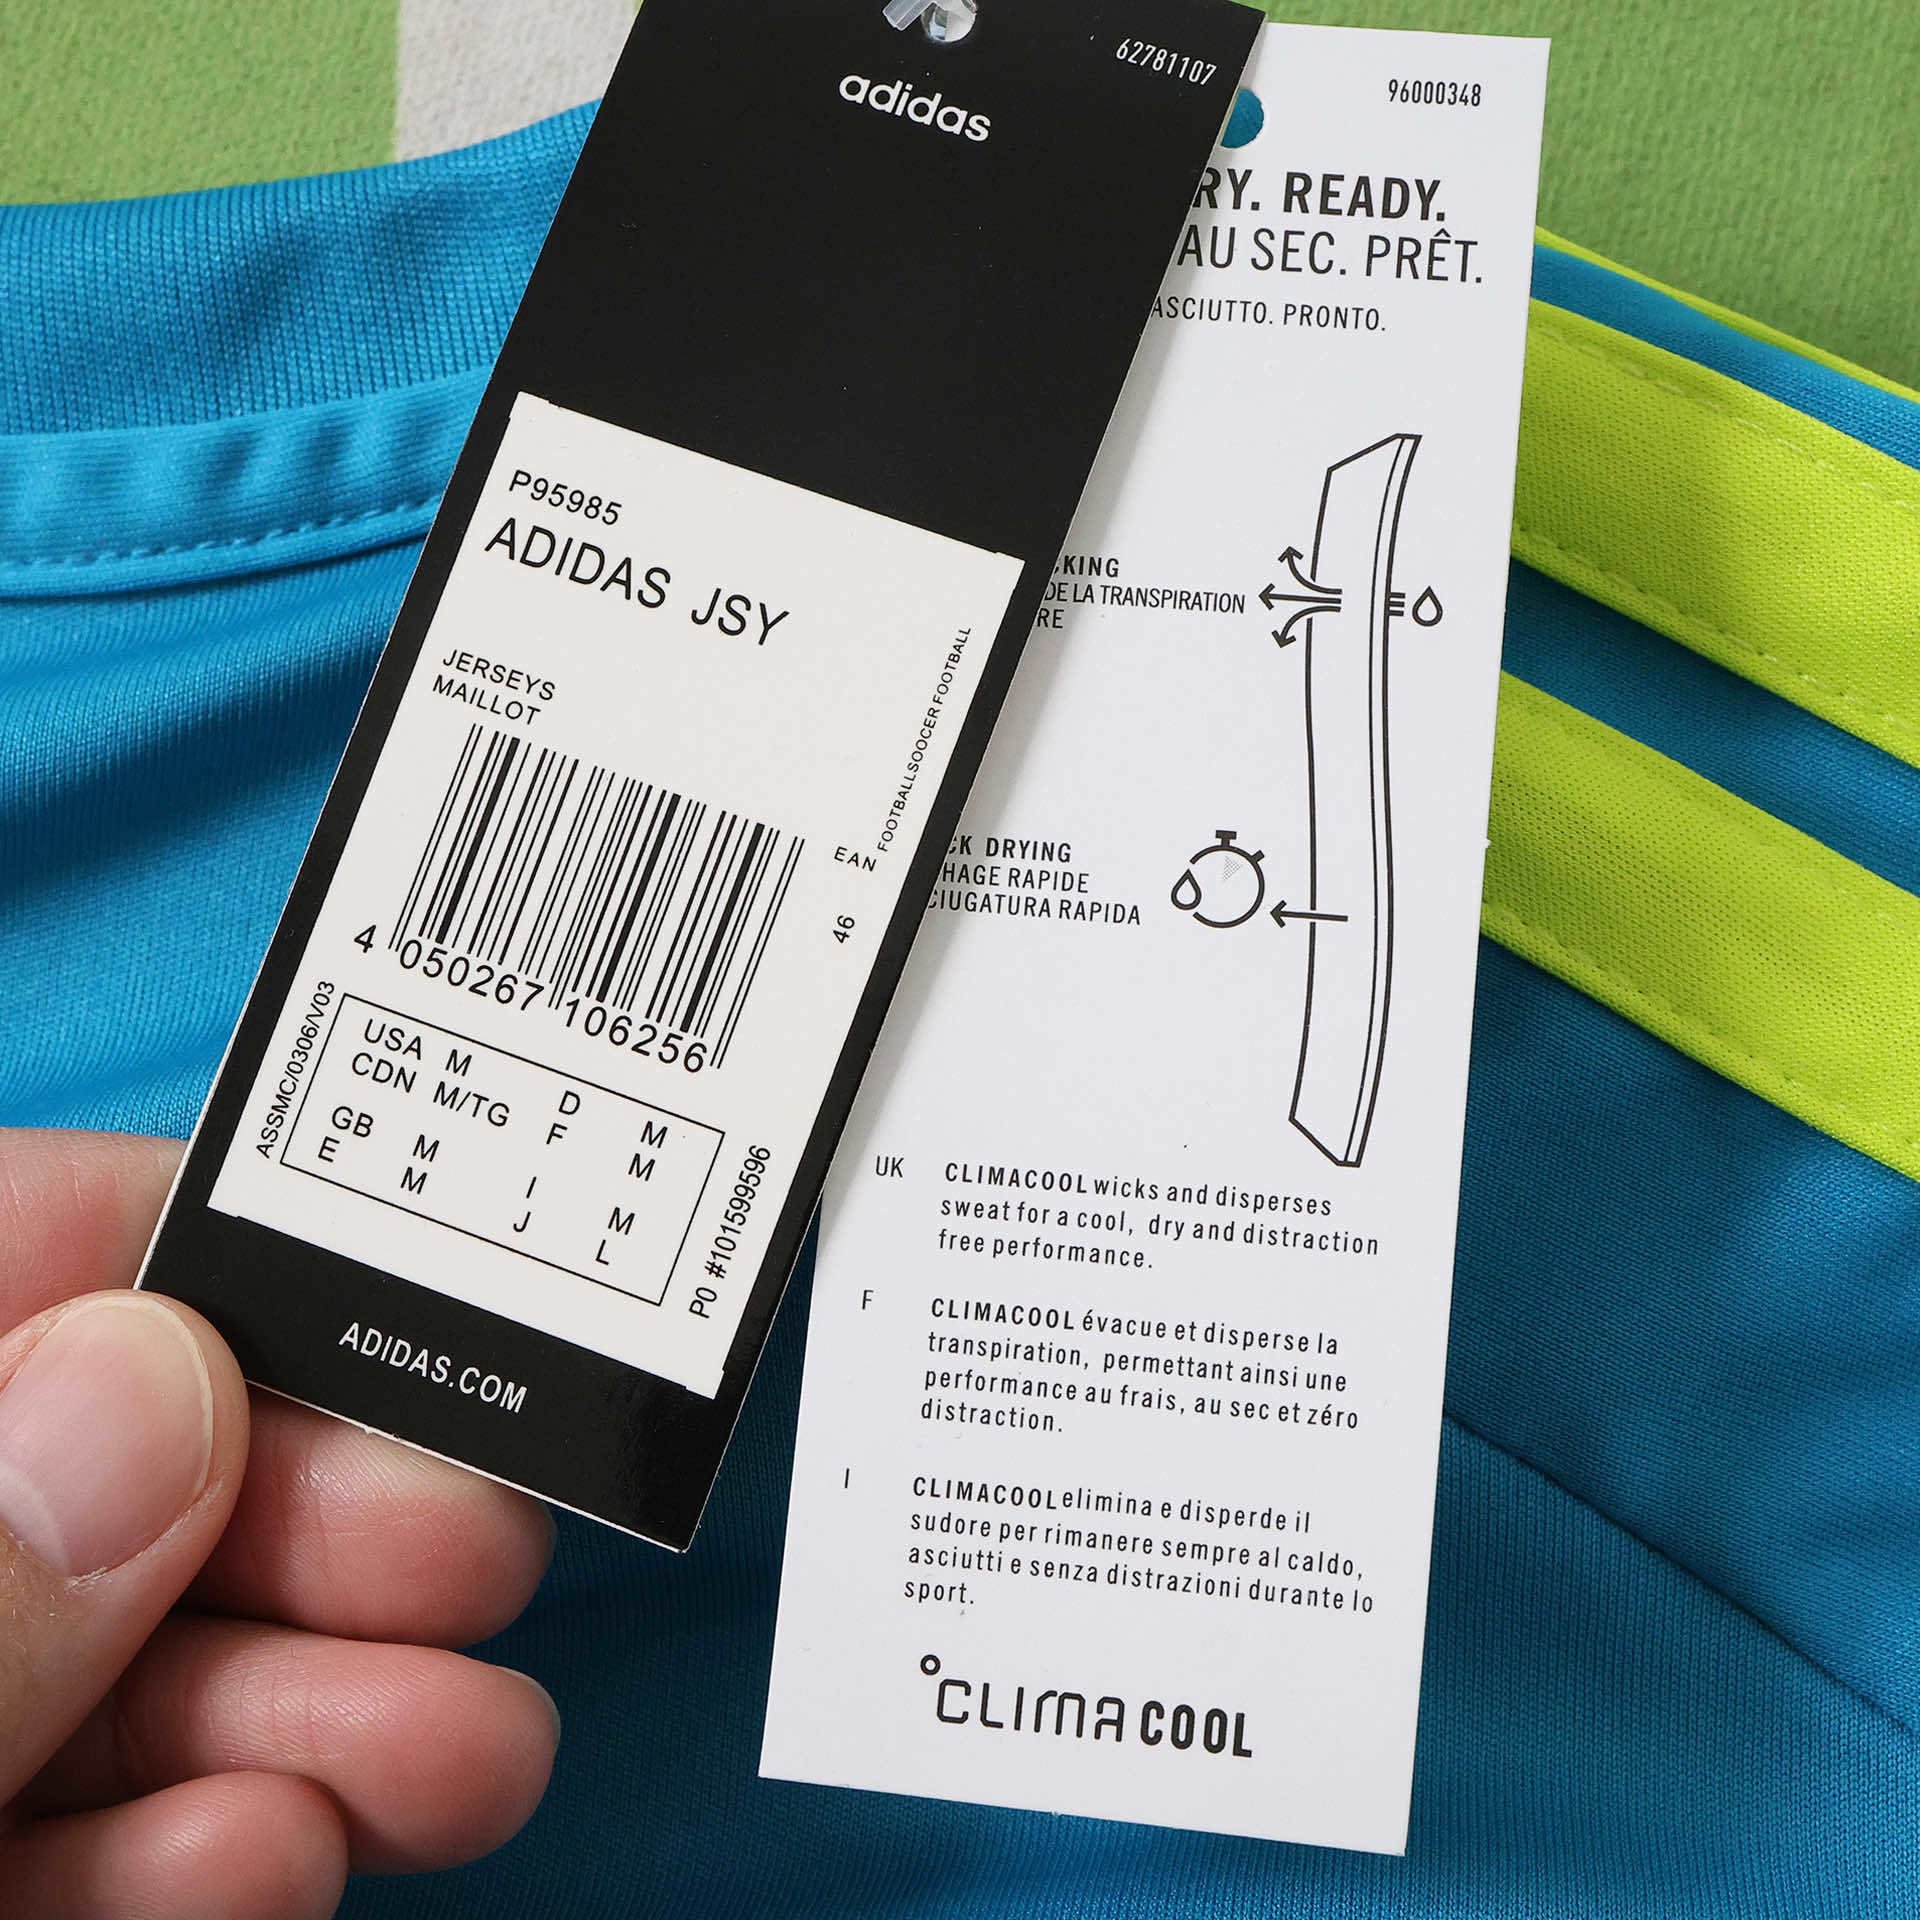 adidas
62781107
P95985
ADIDAS JSY
JERSEYS
MAILLOT
FOOTBALLSOCCER FOOTBALL
EAN
46
4 050267 106256
ASSMC/0306/V03
USA M D M
CDN M/TG F M
GB M I M
E M J L
PO #101599596
ADIDAS.COM
96000348
RY. READY.
AU SEC. PRÊT.
ASCIUTTO. PRONTO.
KING
DE LA TRANSPIRATION
RE
CK DRYING
HAGE RAPIDE
CIUGATURA RAPIDA
UK CLIMACOOL wicks and disperses
sweat for a cool, dry and distraction
free performance.
F CLIMACOOL évacue et disperse la
transpiration, permettant ainsi une
performance au frais, au sec et zéro
distraction.
I CLIMACOOL elimina e disperde il
sudore per rimanere sempre al caldo,
asciutti e senza distrazioni durante lo
sport.
CLIMACOOL